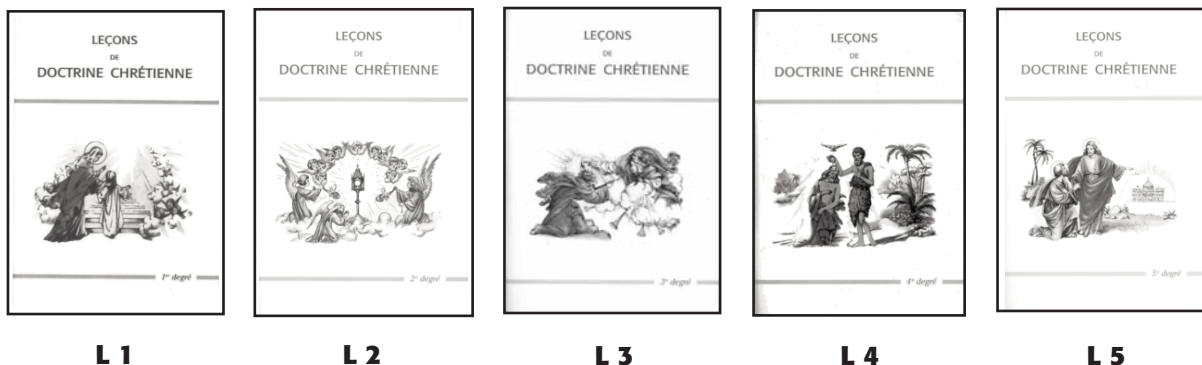 LEÇONS
DE
DOCTRINE CHRÉTIENNE
1er degré
L 1
LEÇONS
DE
DOCTRINE CHRÉTIENNE
2e degré
L 2
LEÇONS
DE
DOCTRINE CHRÉTIENNE
3e degré
L 3
LEÇONS
DE
DOCTRINE CHRÉTIENNE
4e degré
L 4
LEÇONS
DE
DOCTRINE CHRÉTIENNE
5e degré
L 5